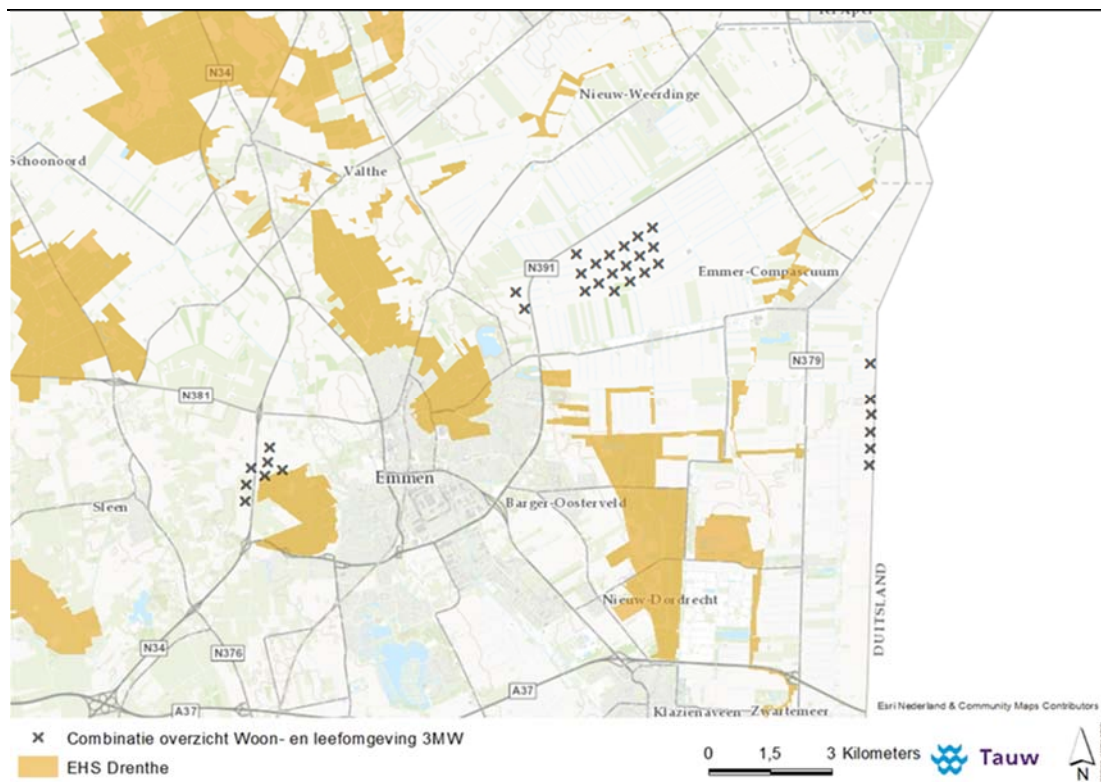 N34
Nieuw-Weerdinge
Schoonoord
Valthe
N391
Emmer-Compascuum
N379
N381
Emmen
Sleen
Barger-Oosterveld
Nieuw-Dordrecht
DUITSLAND
N34
N376
A37
A37
Klazienaveen
Zwartemeer
Esri Nederland & Community Maps Contributors
Combinatie overzicht Woon- en leefomgeving 3MW
EHS Drenthe
0 1,5 3 Kilometers
Tauw
N